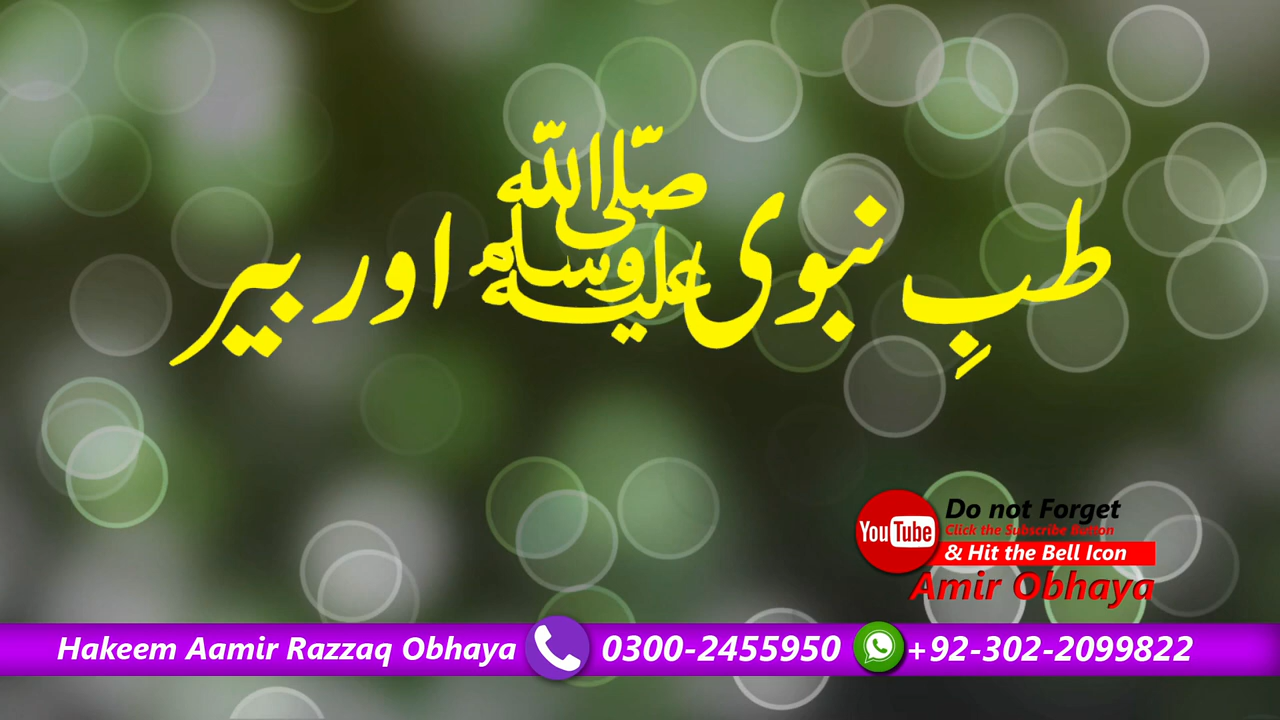 طبِ نبوی صلی اللہ علیہ وسلم اور بیر
YouTube
Do not Forget
Click the Subscribe Button
& Hit the Bell Icon
Amir Obhaya
Hakeem Aamir Razzaq Obhaya 0300-2455950 +92-302-2099822